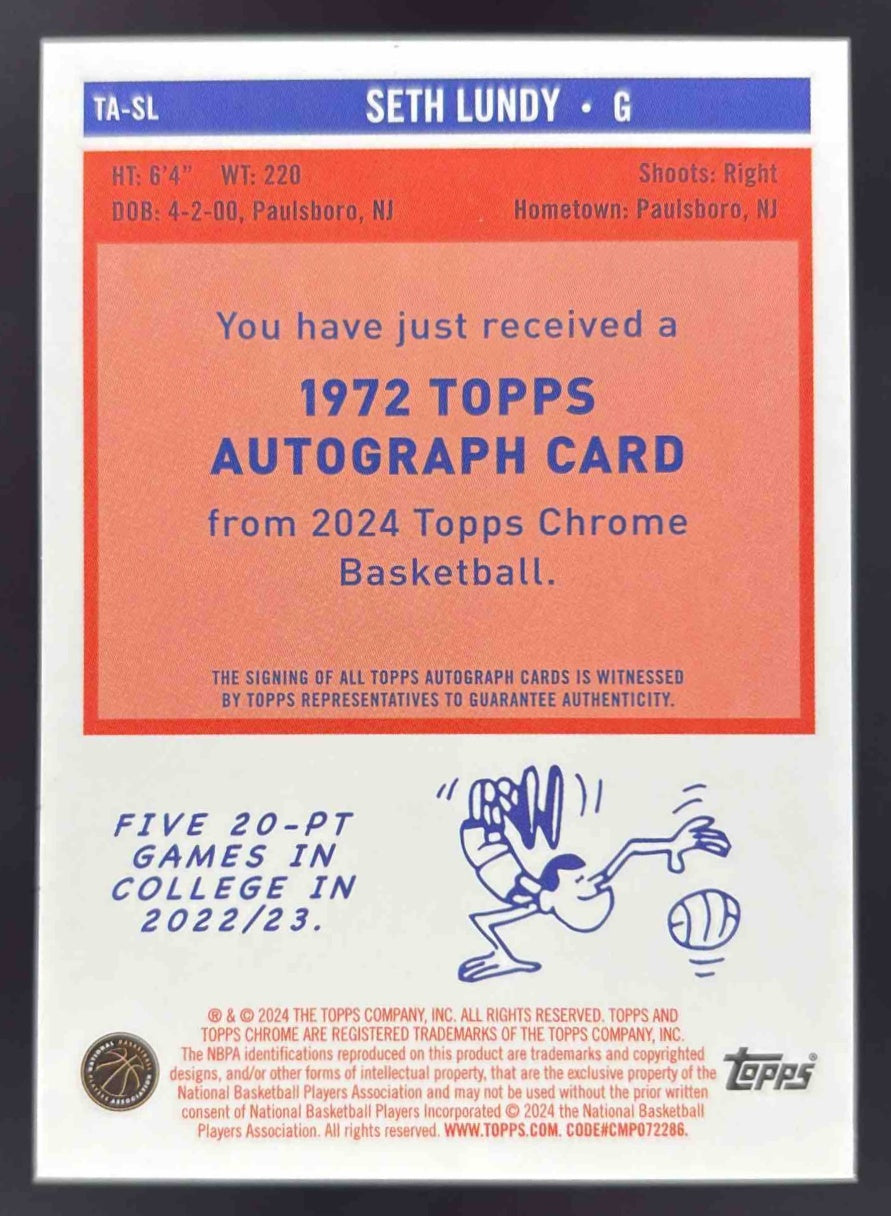 TA-SL SETH LUNDY • G
HT: 6'4" WT: 220 Shoots: Right
DOB: 4-2-00, Paulsboro, NJ Hometown: Paulsboro, NJ
You have just received a
1972 TOPPS
AUTOGRAPH CARD
from 2024 Topps Chrome
Basketball.
THE SIGNING OF ALL TOPPS AUTOGRAPH CARDS IS WITNESSED
BY TOPPS REPRESENTATIVES TO GUARANTEE AUTHENTICITY.
FIVE 20-PT
GAMES IN
COLLEGE IN
2022/23.
® & © 2024 THE TOPPS COMPANY, INC. ALL RIGHTS RESERVED. TOPPS AND
TOPPS CHROME ARE REGISTERED TRADEMARKS OF THE TOPPS COMPANY, INC.
The NBPA identifications reproduced on this product are trademarks and copyrighted
designs, and/or other forms of intellectual property, that are the exclusive property of the
National Basketball Players Association and may not be used without the prior written
consent of National Basketball Players Incorporated © 2024 the National Basketball
Players Association. All rights reserved. WWW.TOPPS.COM. CODE#CMP072286.
NATIONAL BASKETBALL
PLAYERS ASSOCIATION
topps®